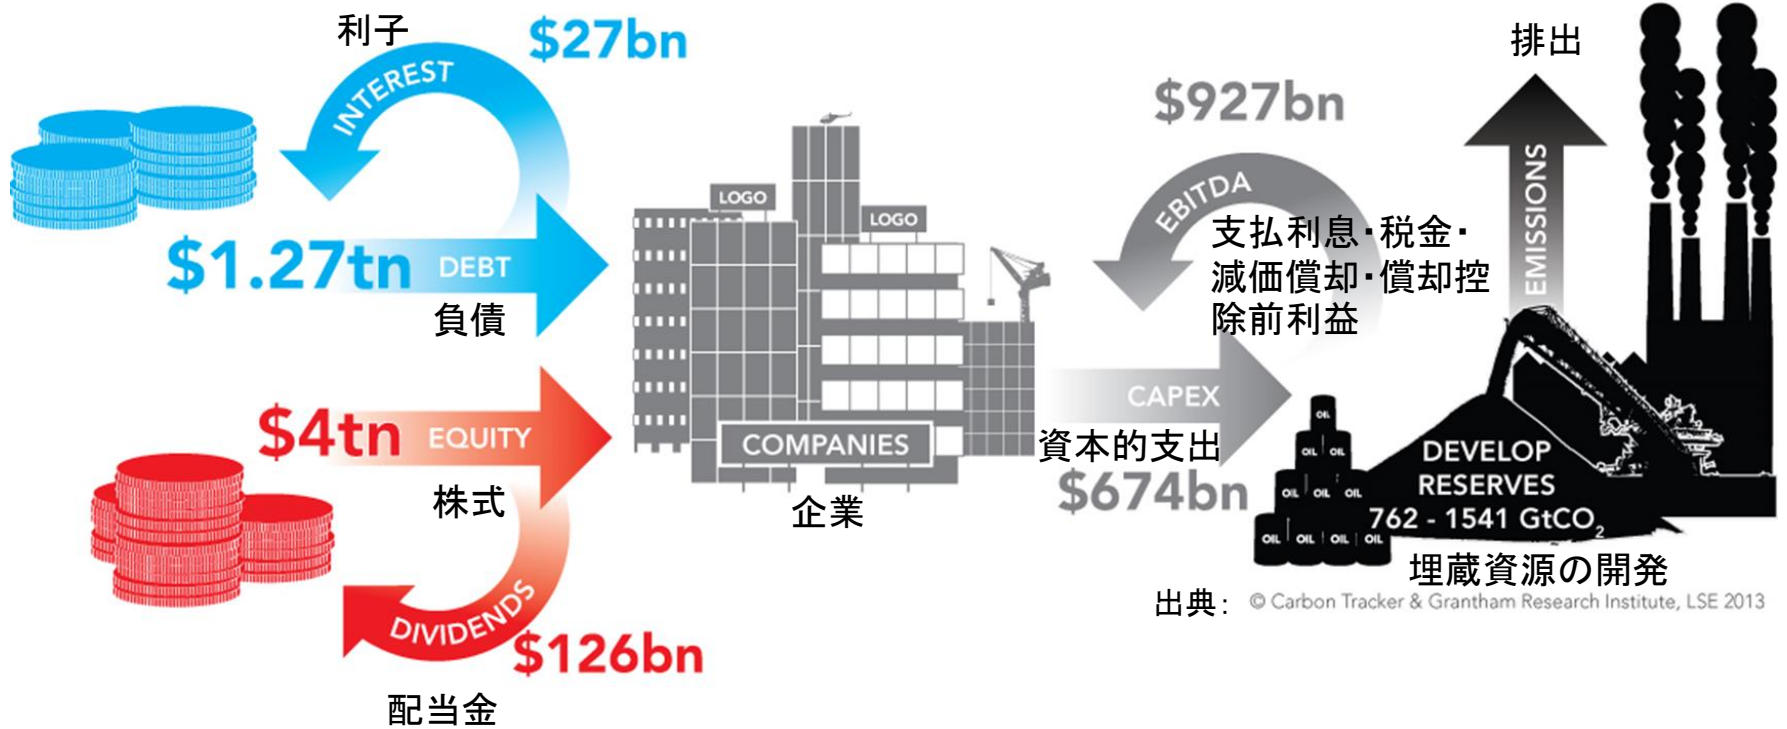 利子
$27bn
INTEREST
$1.27tn
DEBT
負債
$4tn
EQUITY
株式
DIVIDENDS
$126bn
配当金
LOGO
LOGO
COMPANIES
企業
$927bn
EBITDA
支払利息・税金・
減価償却・償却控
除前利益
CAPEX
資本的支出
$674bn
排出
EMISSIONS
OIL
OIL OIL
OIL OIL OIL
OIL OIL OIL OIL
DEVELOP
RESERVES
762 - 1541 GtCO₂
埋蔵資源の開発
出典: © Carbon Tracker & Grantham Research Institute, LSE 2013